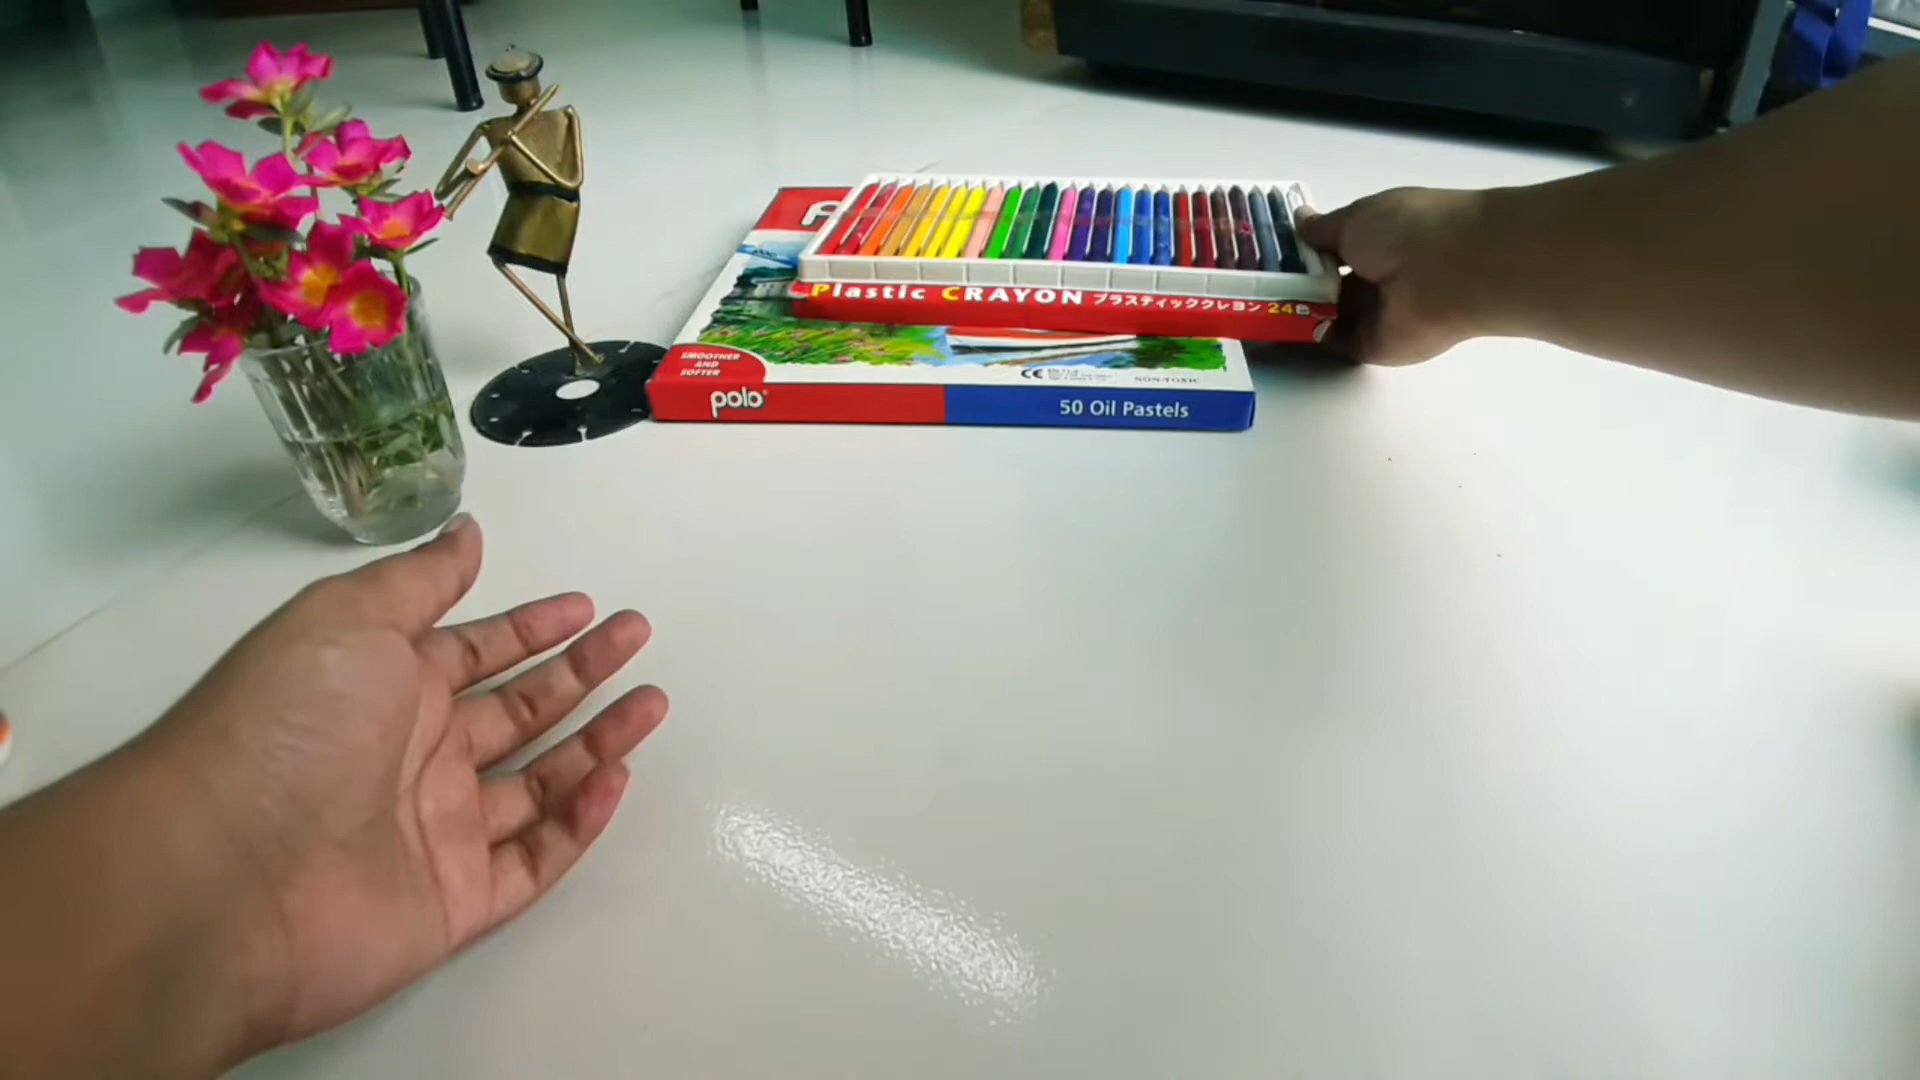 Plastic CRAYON プラスティッククレヨン 24色
SMOOTHER
AND
SOFTER
CE
NON-TOXIC
polo
50 Oil Pastels